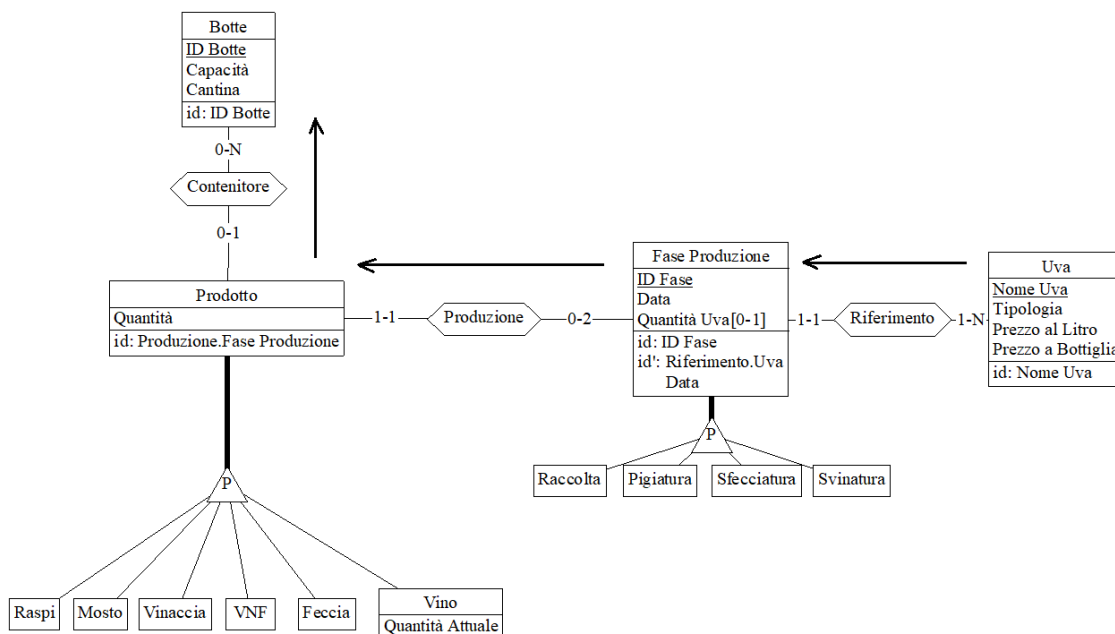 Botte
ID Botte
Capacità
Cantina
id: ID Botte
0-N
Contenitore
0-1
Prodotto
Quantità
id: Produzione.Fase Produzione
1-1
Produzione
0-2
Fase Produzione
ID Fase
Data
Quantità Uva[0-1]
id: ID Fase
id': Riferimento.Uva
Data
1-1
Riferimento
1-N
Uva
Nome Uva
Tipologia
Prezzo al Litro
Prezzo a Bottiglia
id: Nome Uva
P
Raccolta
Pigiatura
Sfecciatura
Svinatura
P
Raspi
Mosto
Vinaccia
VNF
Feccia
Vino
Quantità Attuale